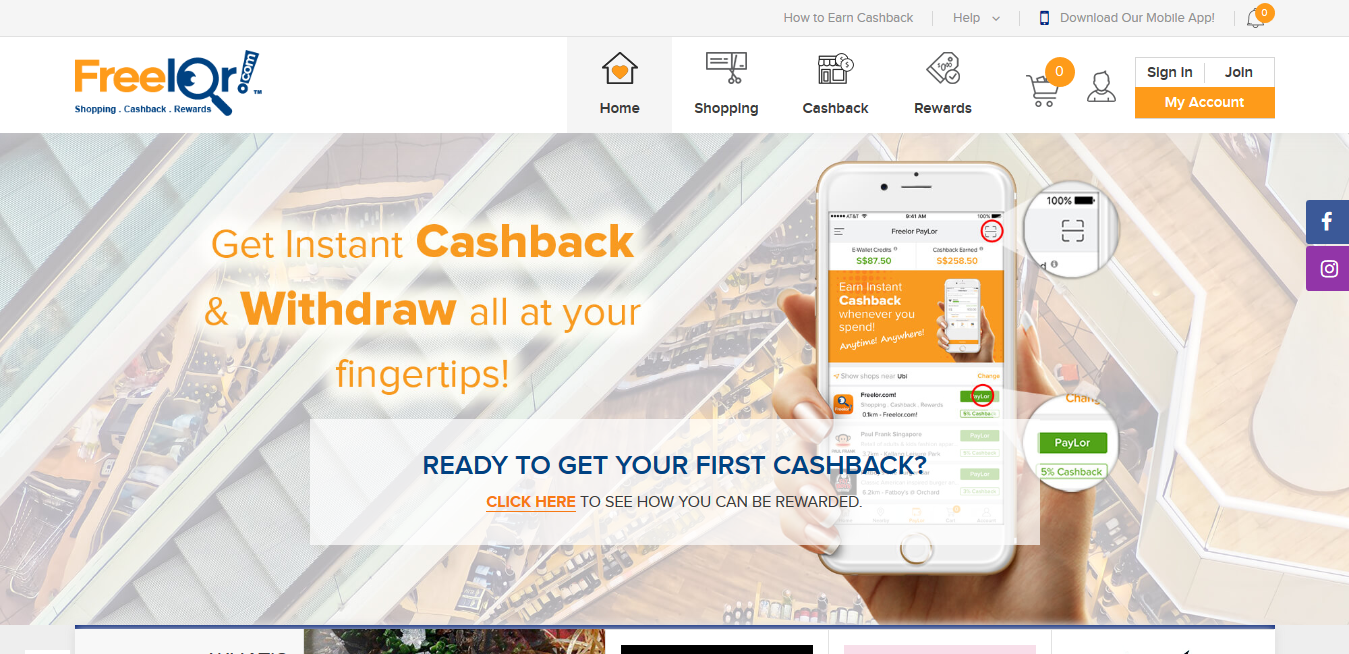 How to Earn Cashback
Help
Download Our Mobile App!
0
Freelor!.com™
Shopping . Cashback . Rewards
Home
Shopping
Cashback
Rewards
0
Sign In
Join
My Account
Get Instant Cashback
& Withdraw all at your
fingertips!
AT&T
9:41 AM
100%
Freelor PayLor
E-Wallet Credits
Cashback Earned
S$87.50
S$258.50
Earn Instant
Cashback
whenever you
spend!
Anytime! Anywhere!
Show shops near Ubi
Change
Freelor.com!
Shopping . Cashback . Rewards
0.1km - Freelor.com!
PayLor
5% Cashback
Paul Frank Singapore
PayLor
5% Cashback
PayLor
6.2km - Fatboy's @ Orchard
100%
PayLor
5% Cashback
READY TO GET YOUR FIRST CASHBACK?
CLICK HERE TO SEE HOW YOU CAN BE REWARDED.
WHAT'S